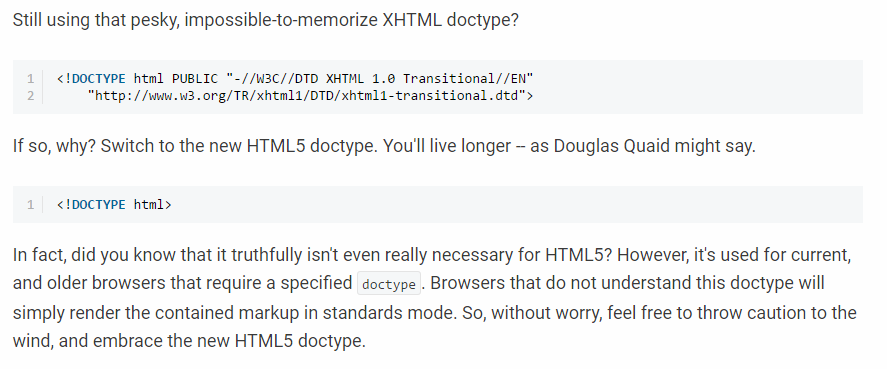 Still using that pesky, impossible-to-memorize XHTML doctype?
1 <!DOCTYPE html PUBLIC "-//W3C//DTD XHTML 1.0 Transitional//EN"
2 "http://www.w3.org/TR/xhtml1/DTD/xhtml1-transitional.dtd">
If so, why? Switch to the new HTML5 doctype. You'll live longer -- as Douglas Quaid might say.
1 <!DOCTYPE html>
In fact, did you know that it truthfully isn't even really necessary for HTML5? However, it's used for current,
and older browsers that require a specified doctype. Browsers that do not understand this doctype will
simply render the contained markup in standards mode. So, without worry, feel free to throw caution to the
wind, and embrace the new HTML5 doctype.